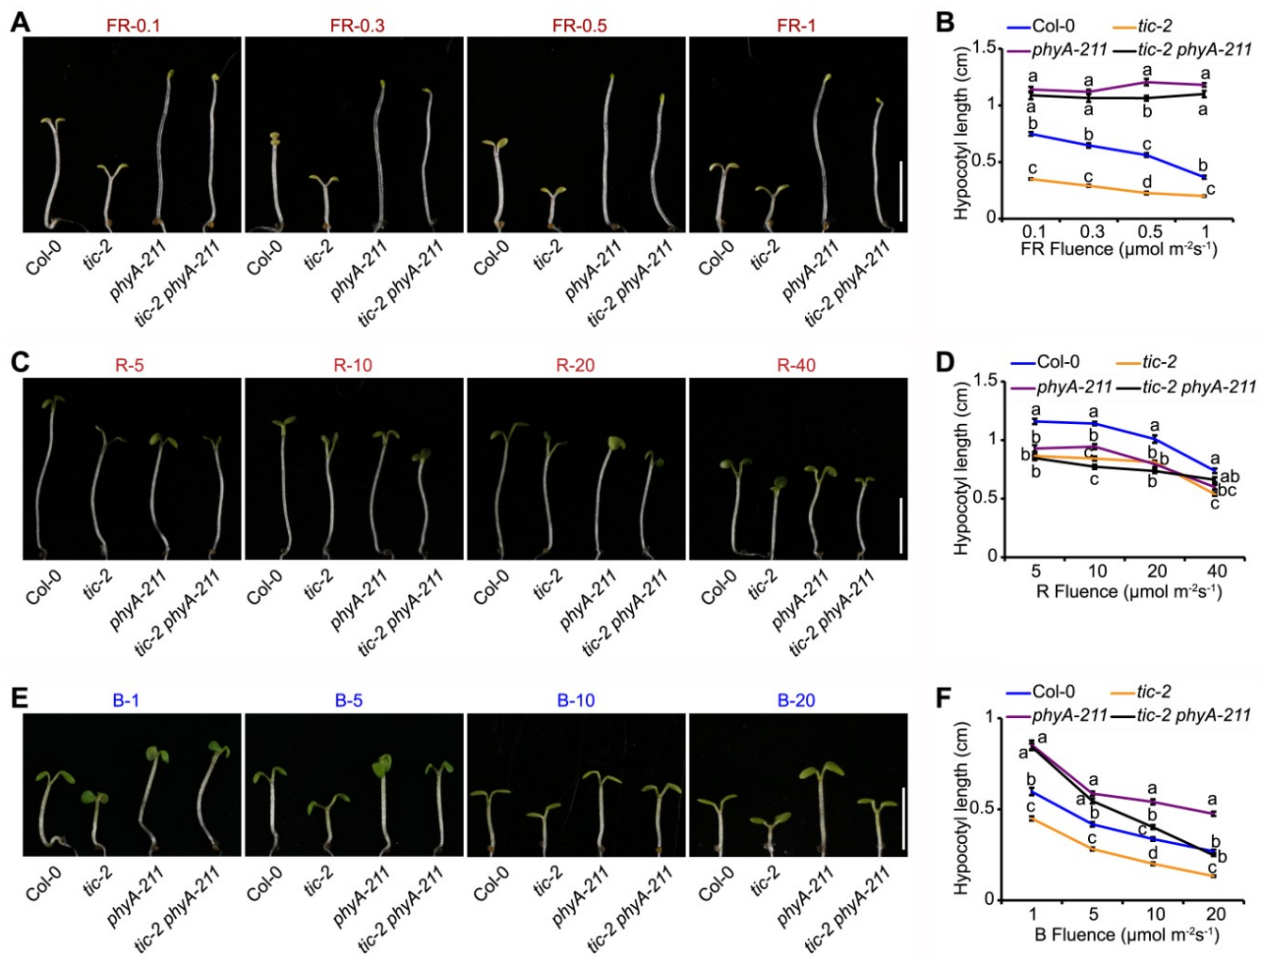 A
FR-0.1 FR-0.3 FR-0.5 FR-1
Col-0 tic-2 phyA-211 tic-2 phyA-211 Col-0 tic-2 phyA-211 tic-2 phyA-211 Col-0 tic-2 phyA-211 tic-2 phyA-211 Col-0 tic-2 phyA-211 tic-2 phyA-211
B
Col-0 tic-2
phyA-211 tic-2 phyA-211
Hypocotyl length (cm)
1.5
1
0.5
0
a a a a
a a b a
b b c b
c c d c
0.1 0.3 0.5 1
FR Fluence (µmol m-2s-1)
C
R-5 R-10 R-20 R-40
Col-0 tic-2 phyA-211 tic-2 phyA-211 Col-0 tic-2 phyA-211 tic-2 phyA-211 Col-0 tic-2 phyA-211 tic-2 phyA-211 Col-0 tic-2 phyA-211 tic-2 phyA-211
D
Col-0 tic-2
phyA-211 tic-2 phyA-211
Hypocotyl length (cm)
1.5
1
0.5
0
a a a a
b b b ab
b c b bc
b c b c
5 10 20 40
R Fluence (µmol m-2s-1)
E
B-1 B-5 B-10 B-20
Col-0 tic-2 phyA-211 tic-2 phyA-211 Col-0 tic-2 phyA-211 tic-2 phyA-211 Col-0 tic-2 phyA-211 tic-2 phyA-211 Col-0 tic-2 phyA-211 tic-2 phyA-211
F
Col-0 tic-2
phyA-211 tic-2 phyA-211
Hypocotyl length (cm)
1
0.5
0
a a a a
a a b b
b b c b
c c d c
1 5 10 20
B Fluence (µmol m-2s-1)